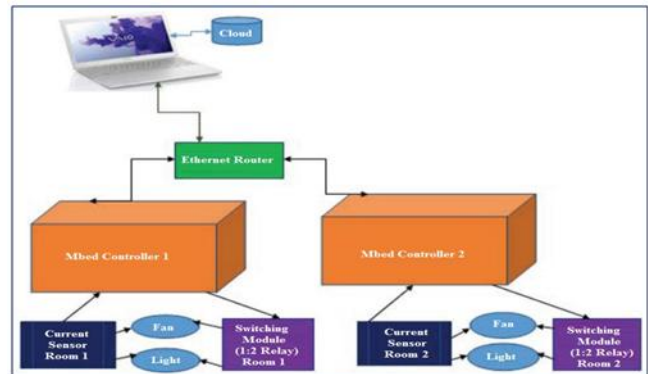 VAIO
Cloud
Ethernet Router
Mbed Controller 1
Mbed Controller 2
Current
Sensor
Room 1
Fan
Light
Switching
Module
(1:2 Relay)
Room 1
Current
Sensor
Room 2
Fan
Light
Switching
Module
(1:2 Relay)
Room 2